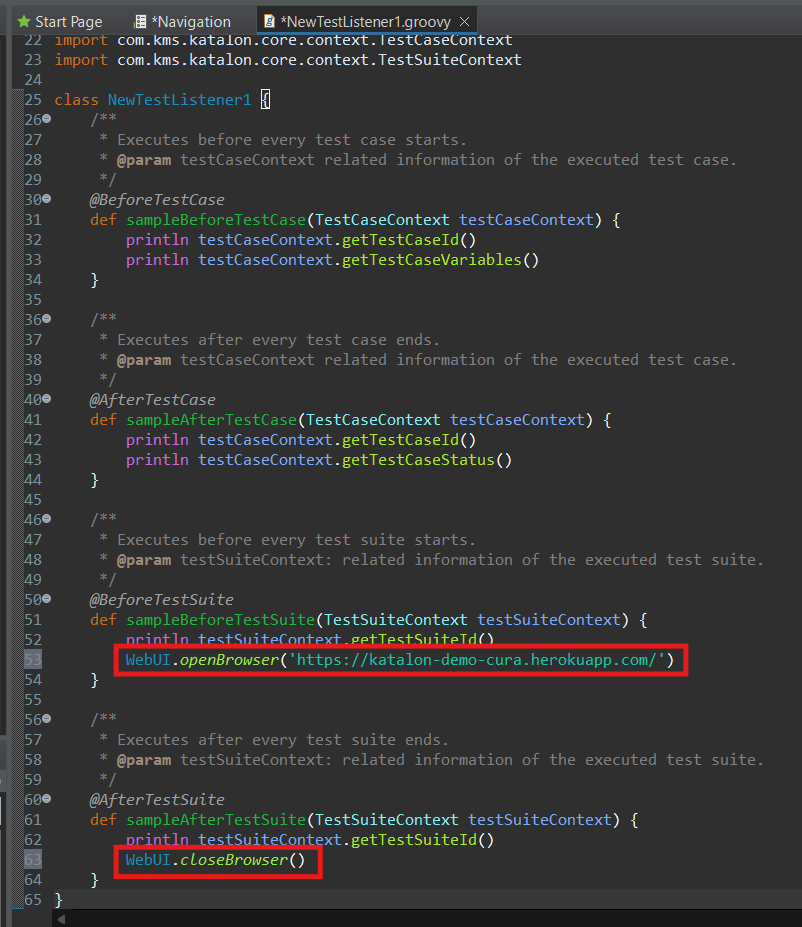 Start Page *Navigation *NewTestListener1.groovy
22 import com.kms.katalon.core.context.TestCaseContext
23 import com.kms.katalon.core.context.TestSuiteContext
24
25 class NewTestListener1 {
26 /**
27 * Executes before every test case starts.
28 * @param testCaseContext related information of the executed test case.
29 */
30 @BeforeTestCase
31 def sampleBeforeTestCase(TestCaseContext testCaseContext) {
32 println testCaseContext.getTestCaseId()
33 println testCaseContext.getTestCaseVariables()
34 }
35
36 /**
37 * Executes after every test case ends.
38 * @param testCaseContext related information of the executed test case.
39 */
40 @AfterTestCase
41 def sampleAfterTestCase(TestCaseContext testCaseContext) {
42 println testCaseContext.getTestCaseId()
43 println testCaseContext.getTestCaseStatus()
44 }
45
46 /**
47 * Executes before every test suite starts.
48 * @param testSuiteContext: related information of the executed test suite.
49 */
50 @BeforeTestSuite
51 def sampleBeforeTestSuite(TestSuiteContext testSuiteContext) {
52 println testSuiteContext.getTestSuiteId()
53 WebUI.openBrowser('https://katalon-demo-cura.herokuapp.com/')
54 }
55
56 /**
57 * Executes after every test suite ends.
58 * @param testSuiteContext: related information of the executed test suite.
59 */
60 @AfterTestSuite
61 def sampleAfterTestSuite(TestSuiteContext testSuiteContext) {
62 println testSuiteContext.getTestSuiteId()
63 WebUI.closeBrowser()
64 }
65 }